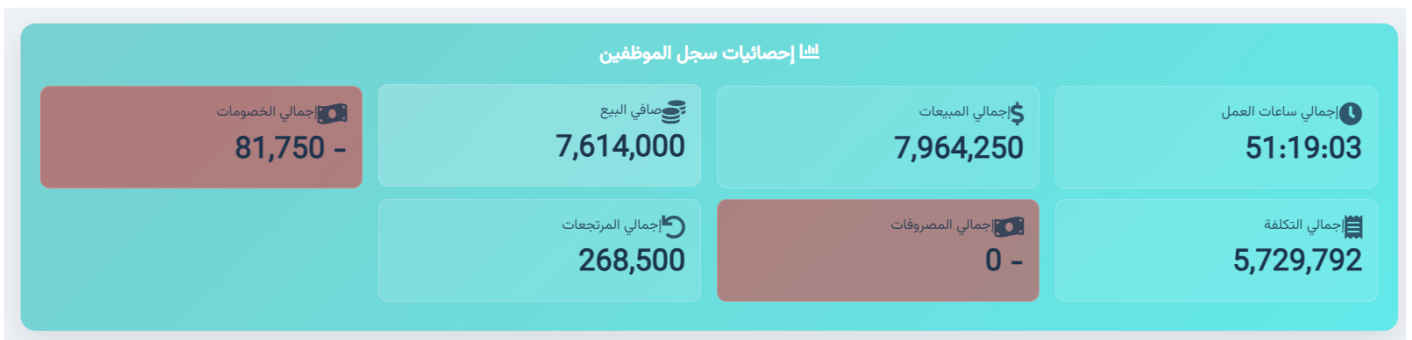 إحصائيات سجل الموظفين
إجمالي ساعات العمل
51:19:03
إجمالي المبيعات
7,964,250
صافي البيع
7,614,000
إجمالي الخصومات
81,750 -
إجمالي التكلفة
5,729,792
إجمالي المصروفات
0 -
إجمالي المرتجعات
268,500